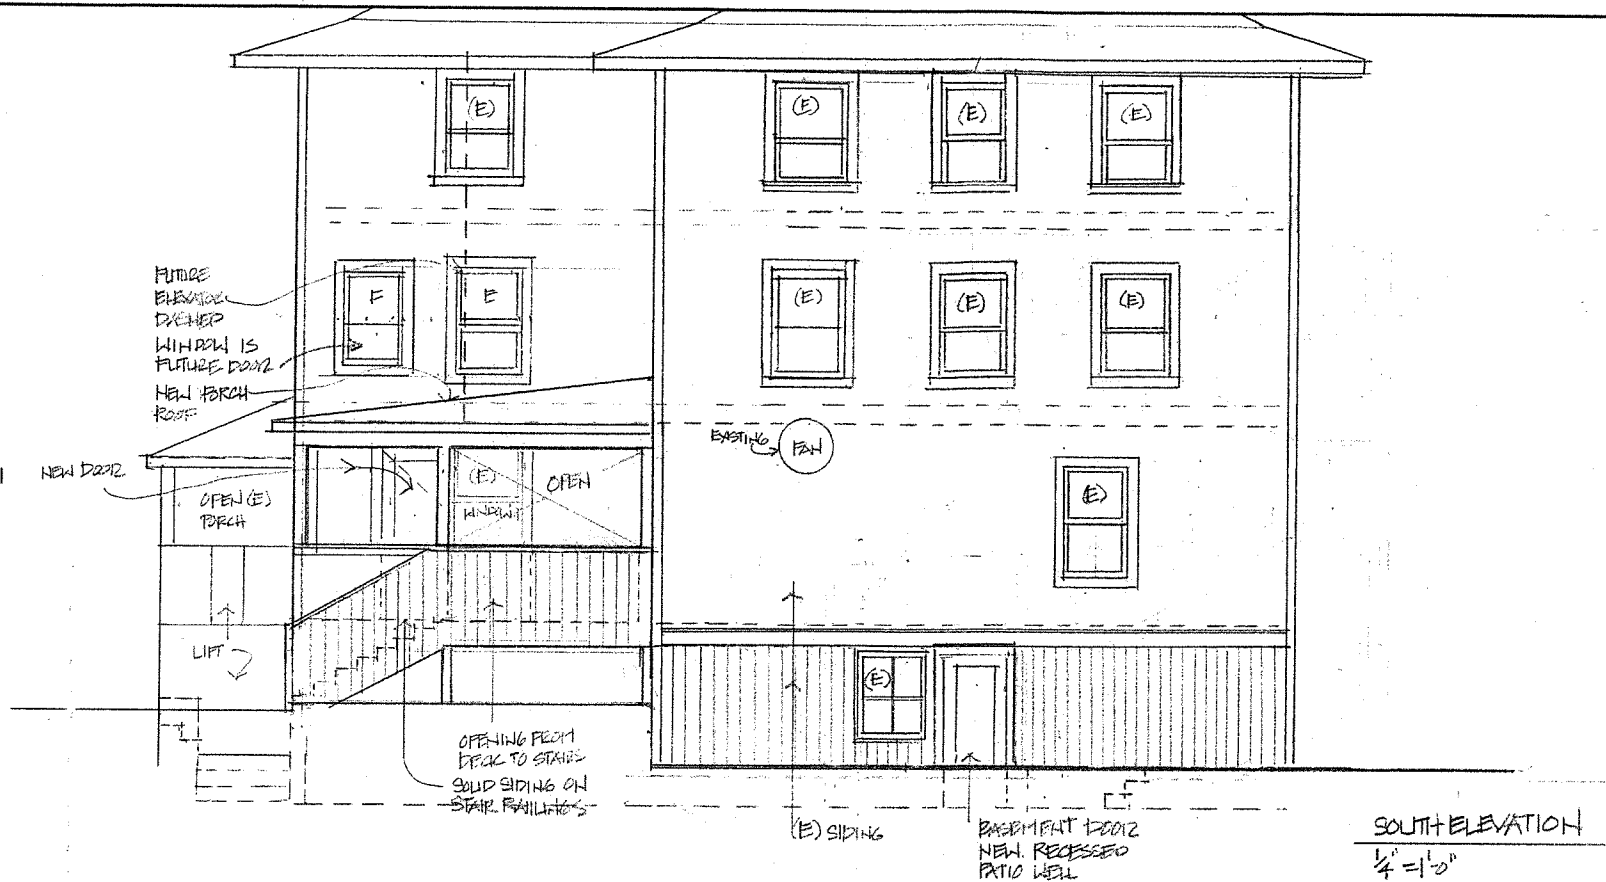 (E)
(E)
(E)
(E)
FUTURE
ELEVATOR
WINDOW IS
FUTURE DOOR
NEW PORCH
ROOF
F
E
(E)
(E)
(E)
EXSTING
FAN
NEW DOOR
OPEN (E)
PORCH
(E)
WINDOW
OPEN
(E)
LIFT
(E)
OPENING FROM
DECK TO STAIRS
SOLID SIDING ON
STAIR RAILINGS
(E) SIDING
BASEMENT DOOR
NEW RECESSED
PATIO WELL
SOUTH ELEVATION
1/4" = 1'-0"